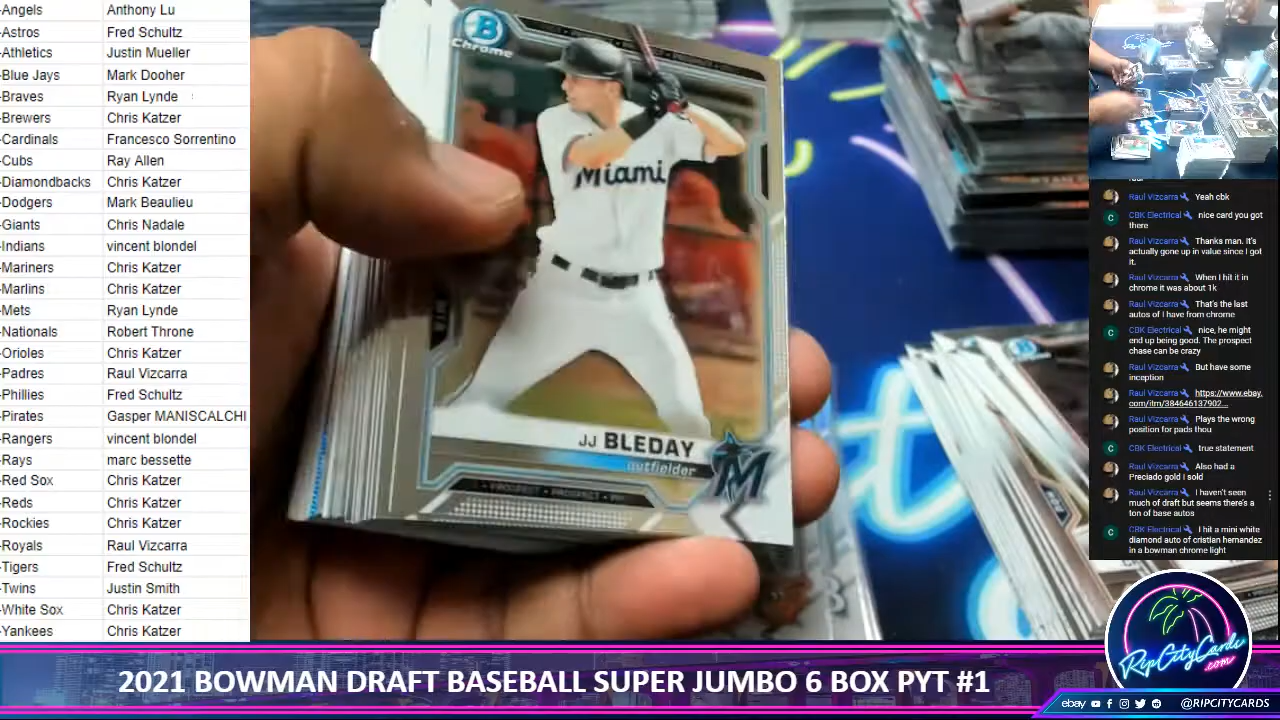 -Angels Anthony Lu
-Astros Fred Schultz
-Athletics Justin Mueller
-Blue Jays Mark Dooher
-Braves Ryan Lynde
-Brewers Chris Katzer
-Cardinals Francesco Sorrentino
-Cubs Ray Allen
-Diamondbacks Chris Katzer
-Dodgers Mark Beaulieu
-Giants Chris Nadale
-Indians vincent blondel
-Mariners Chris Katzer
-Marlins Chris Katzer
-Mets Ryan Lynde
-Nationals Robert Throne
-Orioles Chris Katzer
-Padres Raul Vizcarra
-Phillies Fred Schultz
-Pirates Gasper MANISCALCHI
-Rangers vincent blondel
-Rays marc bessette
-Red Sox Chris Katzer
-Reds Chris Katzer
-Rockies Chris Katzer
-Royals Raul Vizcarra
-Tigers Fred Schultz
-Twins Justin Smith
-White Sox Chris Katzer
-Yankees Chris Katzer
B
Chrome
Miami
JJ BLEDAY
outfielder
PROSPECT • PROSPECT
M
Raul Vizcarra Yeah cbk
CBK Electrical nice card you got
there
Raul Vizcarra Thanks man. It's
actually gone up in value since I got
it.
Raul Vizcarra When I hit it in
chrome it was about 1k
Raul Vizcarra That's the last
autos of I have from chrome
CBK Electrical nice, he might
end up being good. The prospect
chase can be crazy
Raul Vizcarra But have some
inception
Raul Vizcarra https://www.ebay.
com/itm/384646137902...
Raul Vizcarra Plays the wrong
position for pads thou
CBK Electrical true statement
Raul Vizcarra Also had a
Preciado gold I sold
Raul Vizcarra I haven't seen
much of draft but seems there's a
ton of base autos
CBK Electrical I hit a mini white
diamond auto of cristian hernandez
in a bowman chrome light
RipCityCards
.com
2021 BOWMAN DRAFT BASEBALL SUPER JUMBO 6 BOX PYT #1
ebay @RIPCITYCARDS